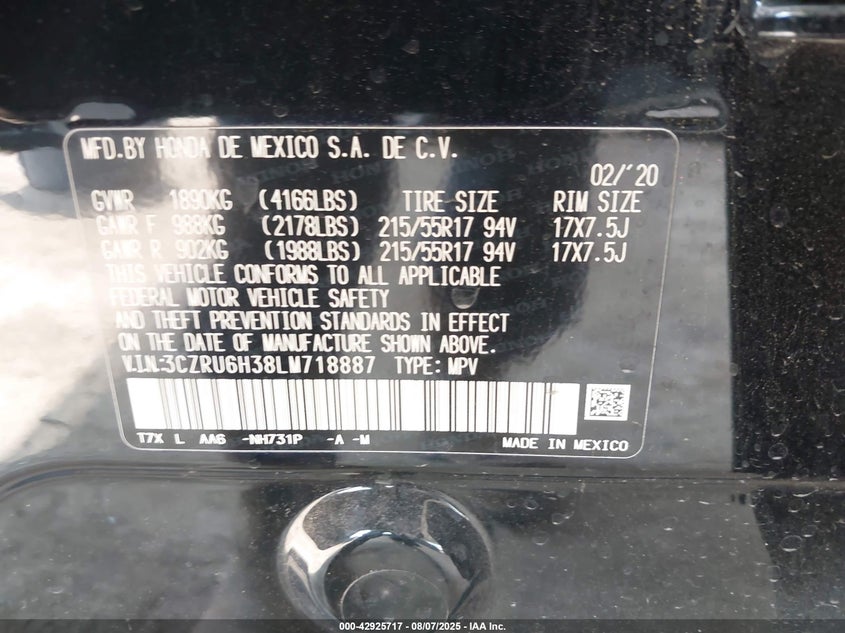 MFD.BY HONDA DE MEXICO S.A. DE C.V.
02/'20
GVWR 1890KG (4166LBS) TIRE SIZE RIM SIZE
GAWR F 988KG (2178LBS) 215/55R17 94V 17X7.5J
GAWR R 902KG (1988LBS) 215/55R17 94V 17X7.5J
THIS VEHICLE CONFORMS TO ALL APPLICABLE
FEDERAL MOTOR VEHICLE SAFETY
AND THEFT PREVENTION STANDARDS IN EFFECT
ON THE DATE OF MANUFACTURE SHOWN ABOVE.
V.I.N:3CZRU6H38LM718887 TYPE: MPV
T7X L AA6 -NH731P -A -M
MADE IN MEXICO
000-42925717 - 08/07/2025 - IAA Inc.